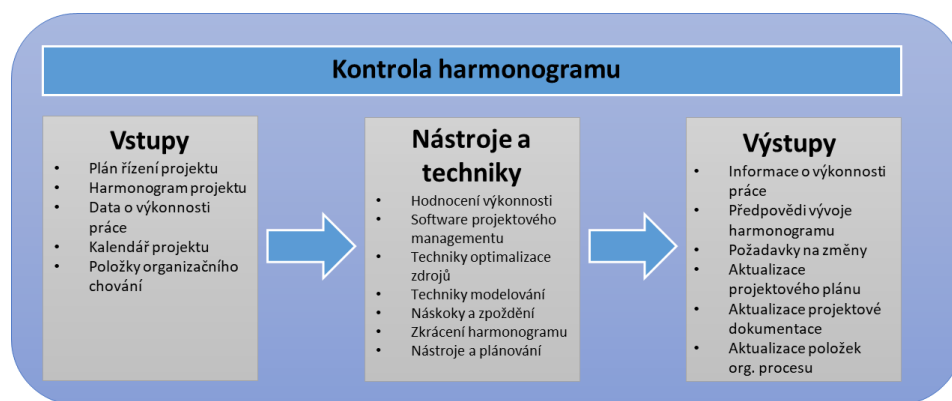 Kontrola harmonogramu
Vstupy
• Plán řízení projektu
• Harmonogram projektu
• Data o výkonnosti
práce
• Kalendář projektu
• Položky organizačního
chování
Nástroje a
techniky
• Hodnocení výkonnosti
• Software projektového
managementu
• Techniky optimalizace
zdrojů
• Techniky modelování
• Náskoky a zpoždění
• Zkrácení harmonogramu
• Nástroje a plánování
Výstupy
• Informace o výkonnosti
práce
• Předpovědi vývoje
harmonogramu
• Požadavky na změny
• Aktualizace
projektového plánu
• Aktualizace projektové
dokumentace
• Aktualizace položek
org. procesu